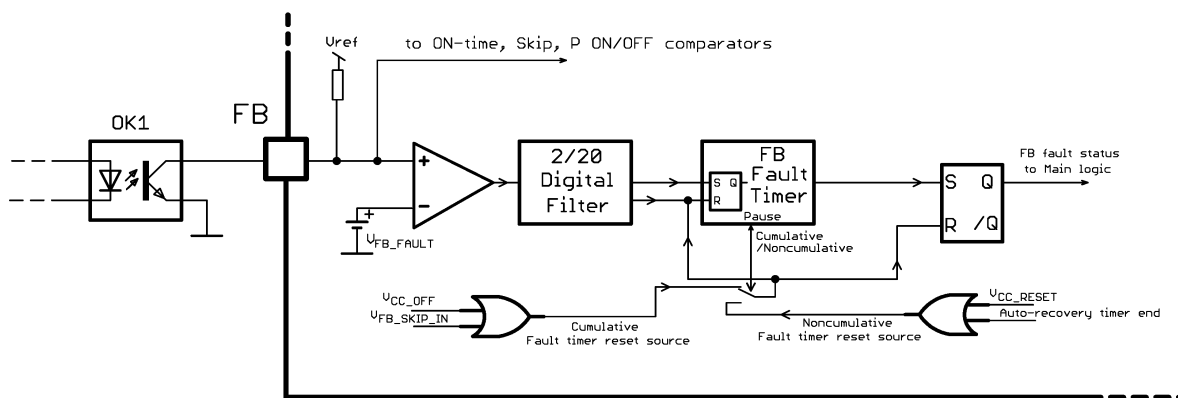 Vref
to ON-time, Skip, P ON/OFF comparators
FB
OK1
+
−
+
VFB_FAULT
2/20
Digital
Filter
FB
Fault
Timer
S Q
R
Pause
Cumulative
/Noncumulative
S Q
R /Q
FB fault status
to Main logic
VCC_OFF
VFB_SKIP_IN
Cumulative
Fault timer reset source
Noncumulative
Fault timer reset source
VCC_RESET
Auto-recovery timer end